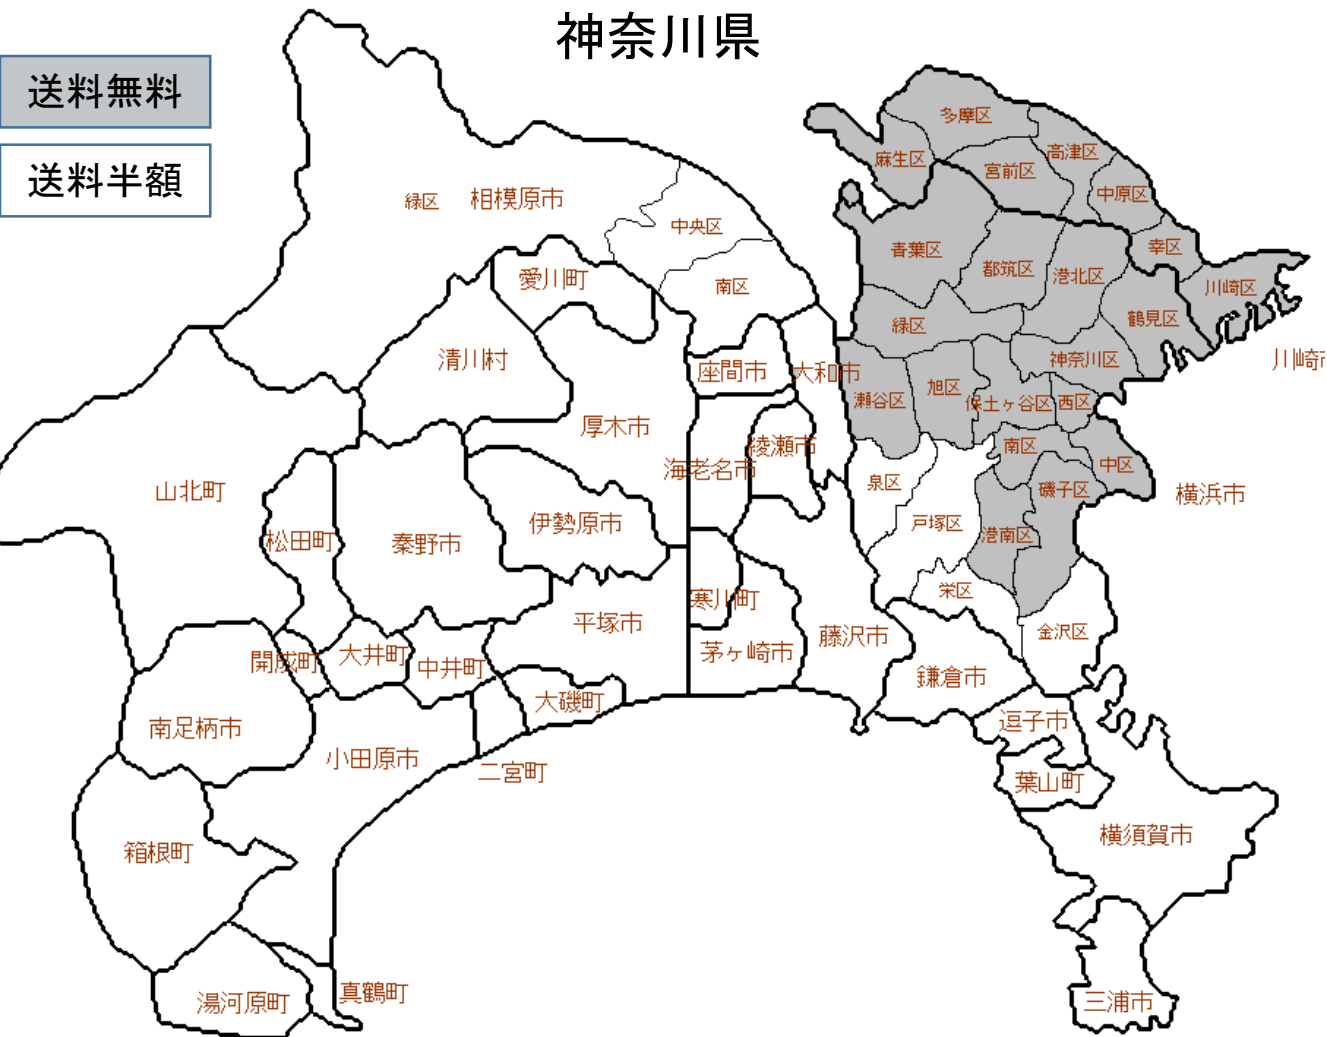 神奈川県
送料無料
送料半額
多摩区
麻生区
高津区
宮前区
中原区
緑区
相模原市
中央区
青葉区
幸区
都筑区
港北区
愛川町
南区
川崎区
緑区
鶴見区
清川村
座間市
大和市
神奈川区
川崎市
瀬谷区
旭区
保土ヶ谷区
西区
厚木市
綾瀬市
海老名市
南区
中区
山北町
泉区
磯子区
横浜市
松田町
秦野市
伊勢原市
戸塚区
港南区
栄区
寒川町
平塚市
藤沢市
金沢区
開成町
大井町
中井町
茅ヶ崎市
鎌倉市
大磯町
南足柄市
逗子市
小田原市
二宮町
葉山町
横須賀市
箱根町
湯河原町
真鶴町
三浦市